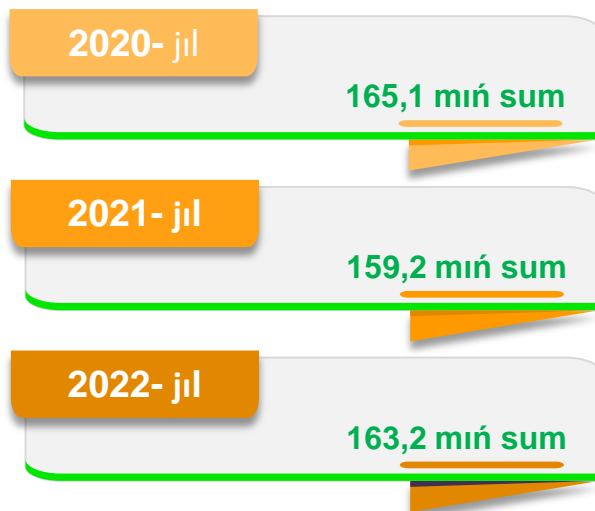 2020- jıl
165,1 mıń sum
2021- jıl
159,2 mıń sum
2022- jıl
163,2 mıń sum